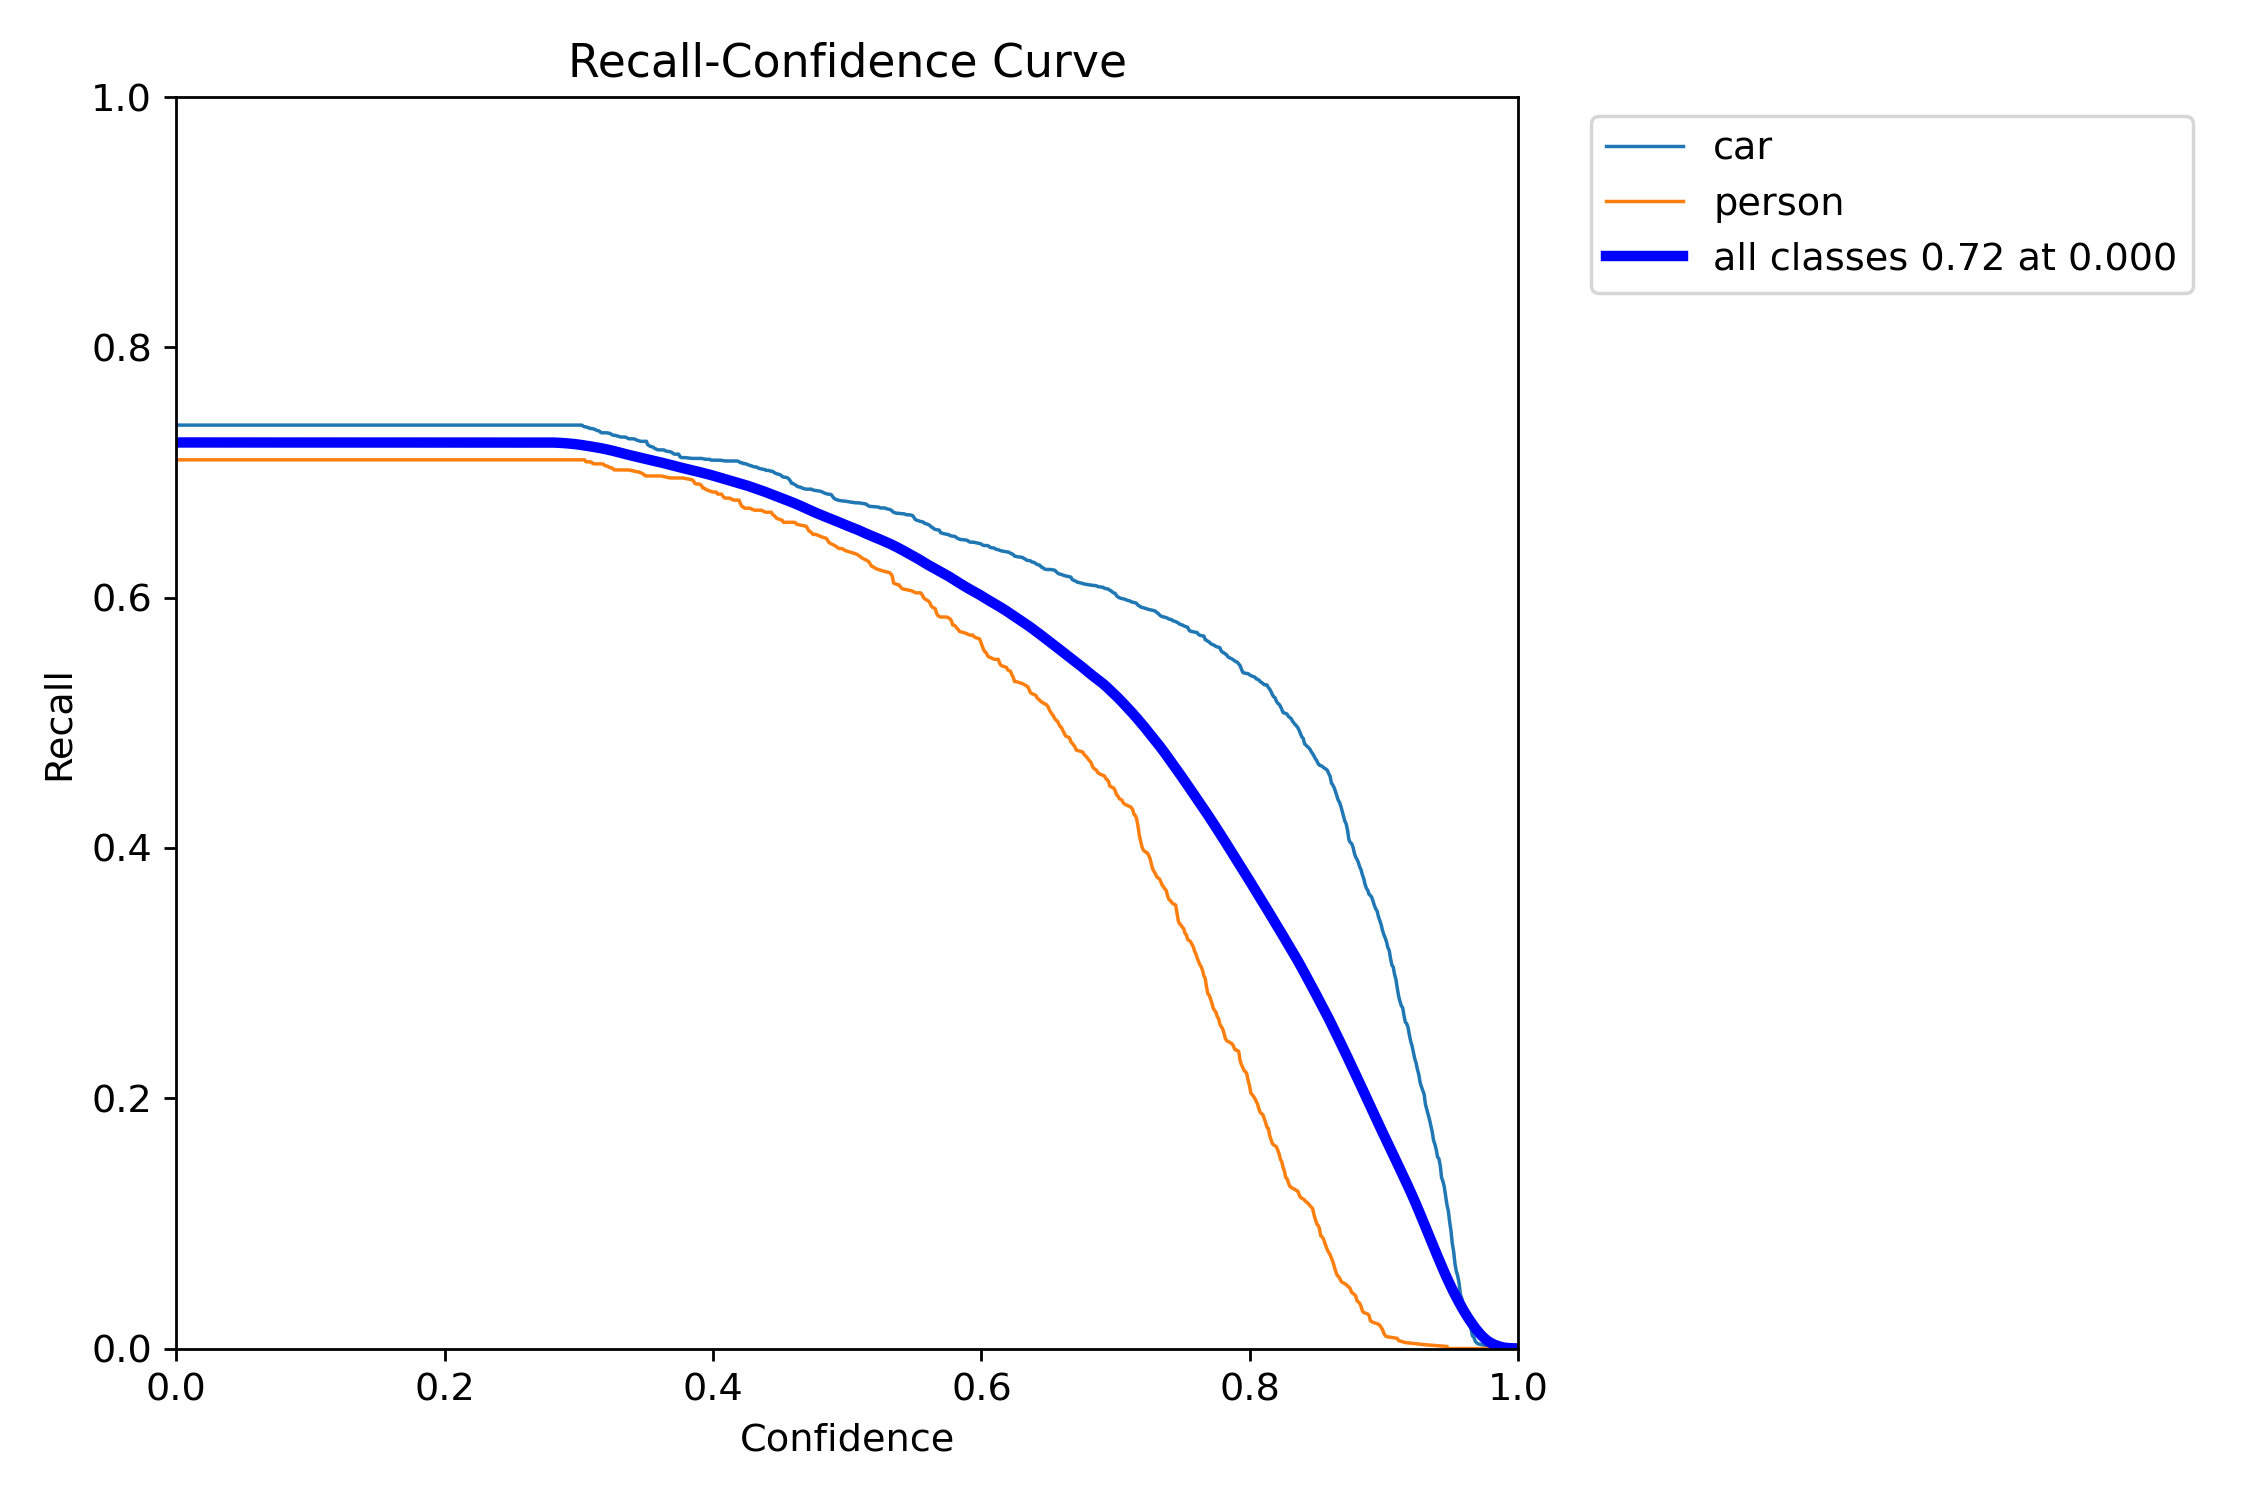 Recall-Confidence Curve
1.0
0.8
0.6
0.4
0.2
0.0
Recall
0.0 0.2 0.4 0.6 0.8 1.0
Confidence
car
person
all classes 0.72 at 0.000